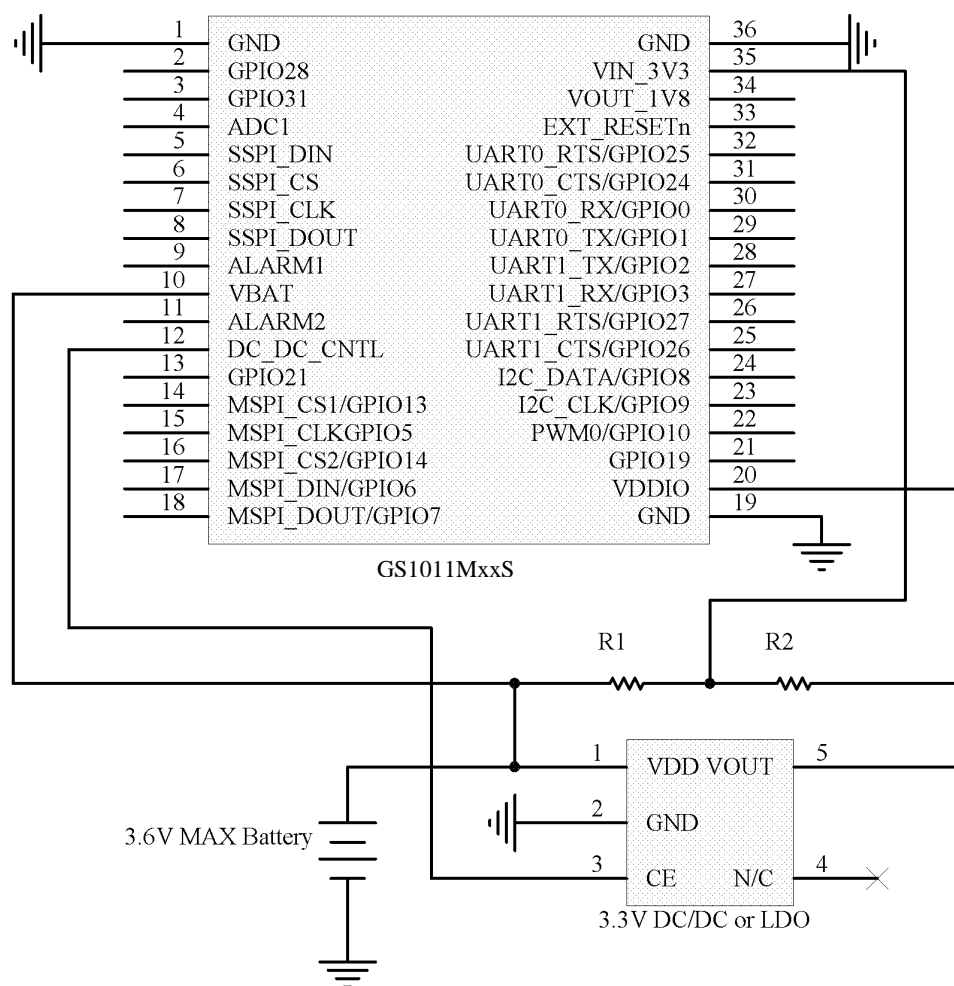 1 GND GND 36
2 GPIO28 VIN_3V3 35
3 GPIO31 VOUT_1V8 34
4 ADC1 EXT_RESETn 33
5 SSPI_DIN UART0_RTS/GPIO25 32
6 SSPI_CS UART0_CTS/GPIO24 31
7 SSPI_CLK UART0_RX/GPIO0 30
8 SSPI_DOUT UART0_TX/GPIO1 29
9 ALARM1 UART1_TX/GPIO2 28
10 VBAT UART1_RX/GPIO3 27
11 ALARM2 UART1_RTS/GPIO27 26
12 DC_DC_CNTL UART1_CTS/GPIO26 25
13 GPIO21 I2C_DATA/GPIO8 24
14 MSPI_CS1/GPIO13 I2C_CLK/GPIO9 23
15 MSPI_CLKGPIO5 PWM0/GPIO10 22
16 MSPI_CS2/GPIO14 GPIO19 21
17 MSPI_DIN/GPIO6 VDDIO 20
18 MSPI_DOUT/GPIO7 GND 19
GS1011MxxS
R1 R2
1 VDD VOUT 5
2 GND
3.6V MAX Battery
3 CE N/C 4
3.3V DC/DC or LDO